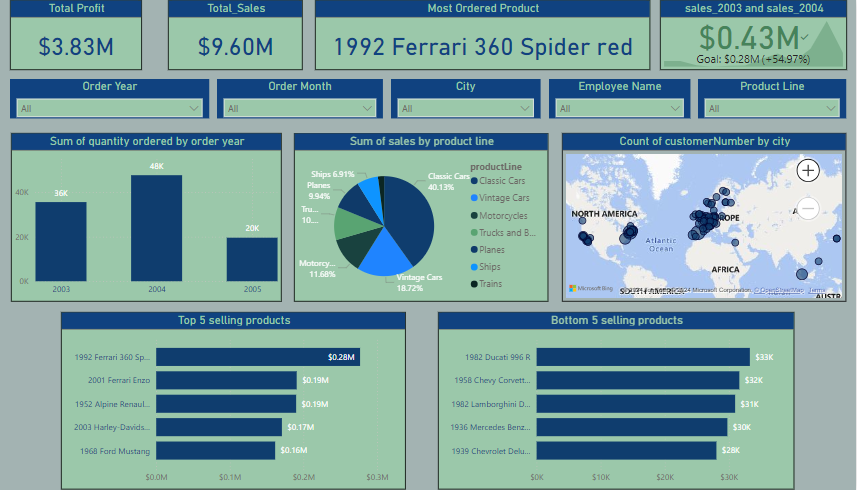 Total Profit
$3.83M
Total_Sales
$9.60M
Most Ordered Product
1992 Ferrari 360 Spider red
sales_2003 and sales_2004
$0.43M✓
Goal: $0.28M (+54.97%)
Order Year
All
Order Month
All
City
All
Employee Name
All
Product Line
All
Sum of quantity ordered by order year
40K
20K
0K
36K
48K
20K
2003
2004
2005
Sum of sales by product line
Classic Cars
40.13%
Vintage Cars
18.72%
Motorcy...
11.68%
Tru...
10....
Planes
9.94%
Ships 6.91%
productLine
Classic Cars
Vintage Cars
Motorcycles
Trucks and B...
Planes
Ships
Trains
Count of customerNumber by city
NORTH AMERICA
Atlantic
Ocean
AFRICA
SOUTH AMERICA
Microsoft Bing
Microsoft Corporation, © OpenStreetMap Terms
Top 5 selling products
1992 Ferrari 360 Sp...
$0.28M
2001 Ferrari Enzo
$0.19M
1952 Alpine Renaul...
$0.19M
2003 Harley-Davids...
$0.17M
1968 Ford Mustang
$0.16M
$0.0M
$0.1M
$0.2M
$0.3M
Bottom 5 selling products
1982 Ducati 996 R
$33K
1958 Chevy Corvett...
$32K
1982 Lamborghini D...
$31K
1936 Mercedes Benz...
$30K
1939 Chevrolet Delu...
$28K
$0K
$10K
$20K
$30K